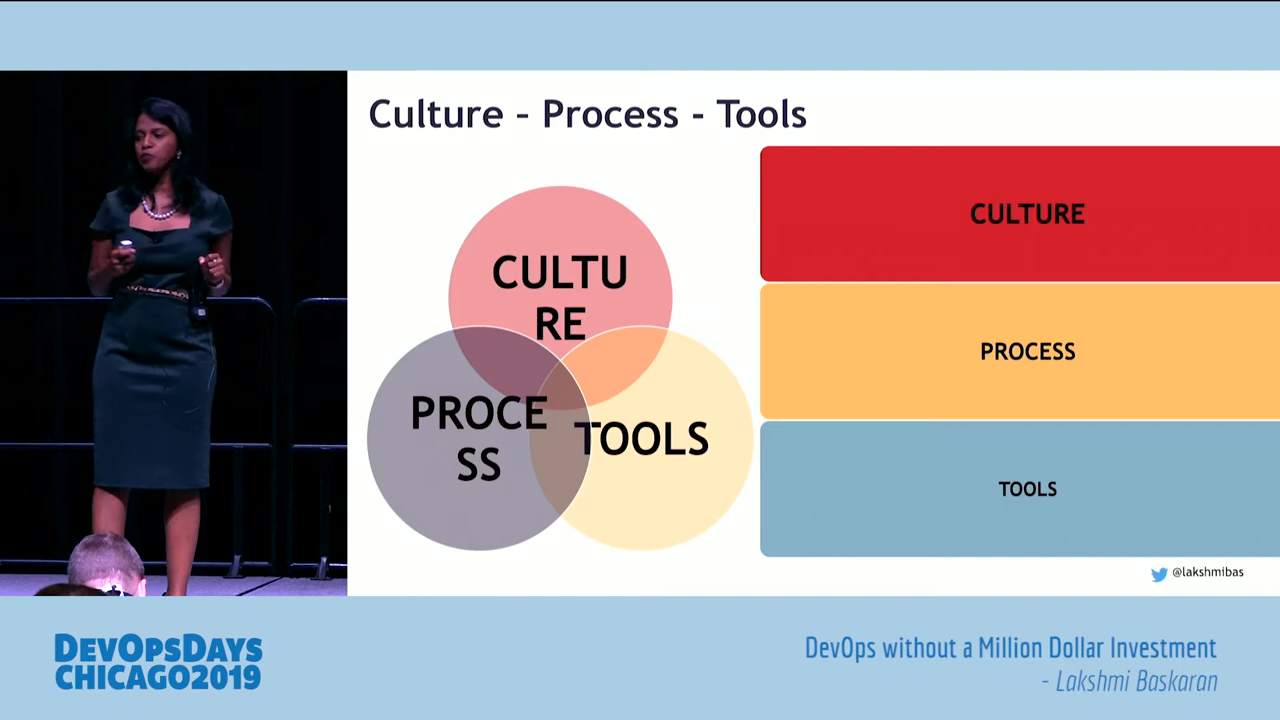 Culture - Process - Tools
CULTU
RE
PROCE
SS
TOOLS
CULTURE
PROCESS
TOOLS
@lakshmibas
DEVOPSDAYS
CHICAGO2019
DevOps without a Million Dollar Investment
- Lakshmi Baskaran